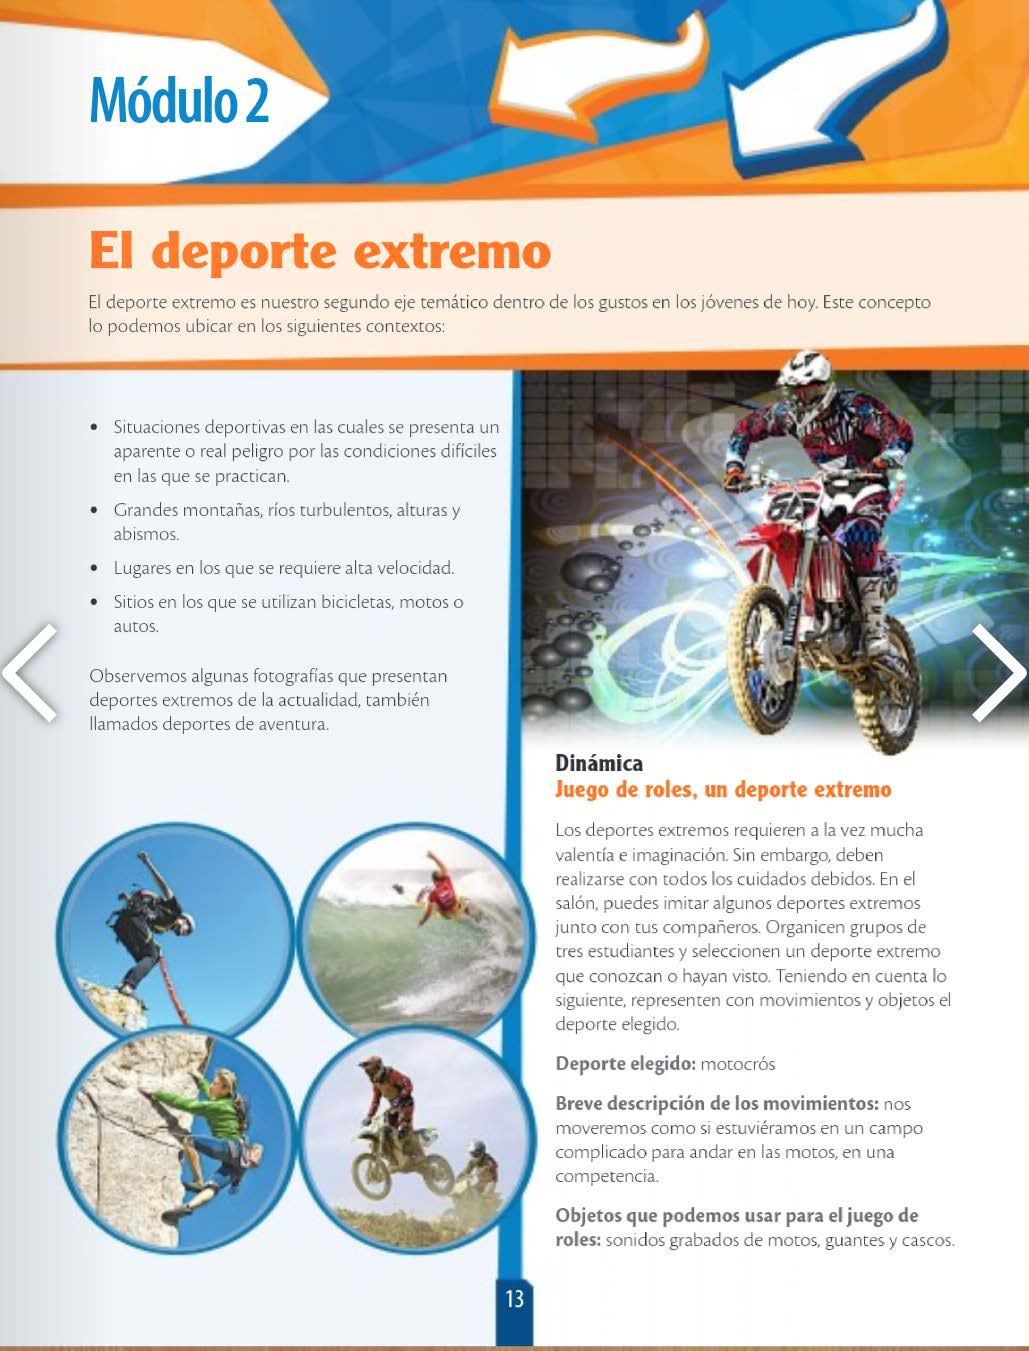 Módulo 2
El deporte extremo
El deporte extremo es nuestro segundo eje temático dentro de los gustos en los jóvenes de hoy. Este concepto
lo podemos ubicar en los siguientes contextos:
• Situaciones deportivas en las cuales se presenta un
aparente o real peligro por las condiciones difíciles
en las que se practican.
• Grandes montañas, ríos turbulentos, alturas y
abismos.
• Lugares en los que se requiere alta velocidad.
• Sitios en los que se utilizan bicicletas, motos o
autos.
Observemos algunas fotografías que presentan
deportes extremos de la actualidad, también
llamados deportes de aventura.
Dinámica
Juego de roles, un deporte extremo
Los deportes extremos requieren a la vez mucha
valentía e imaginación. Sin embargo, deben
realizarse con todos los cuidados debidos. En el
salón, puedes imitar algunos deportes extremos
junto con tus compañeros. Organicen grupos de
tres estudiantes y seleccionen un deporte extremo
que conozcan o hayan visto. Teniendo en cuenta lo
siguiente, representen con movimientos y objetos el
deporte elegido.
Deporte elegido: motocrós
Breve descripción de los movimientos: nos
moveremos como si estuviéramos en un campo
complicado para andar en las motos, en una
competencia.
Objetos que podemos usar para el juego de
roles: sonidos grabados de motos, guantes y cascos.
13